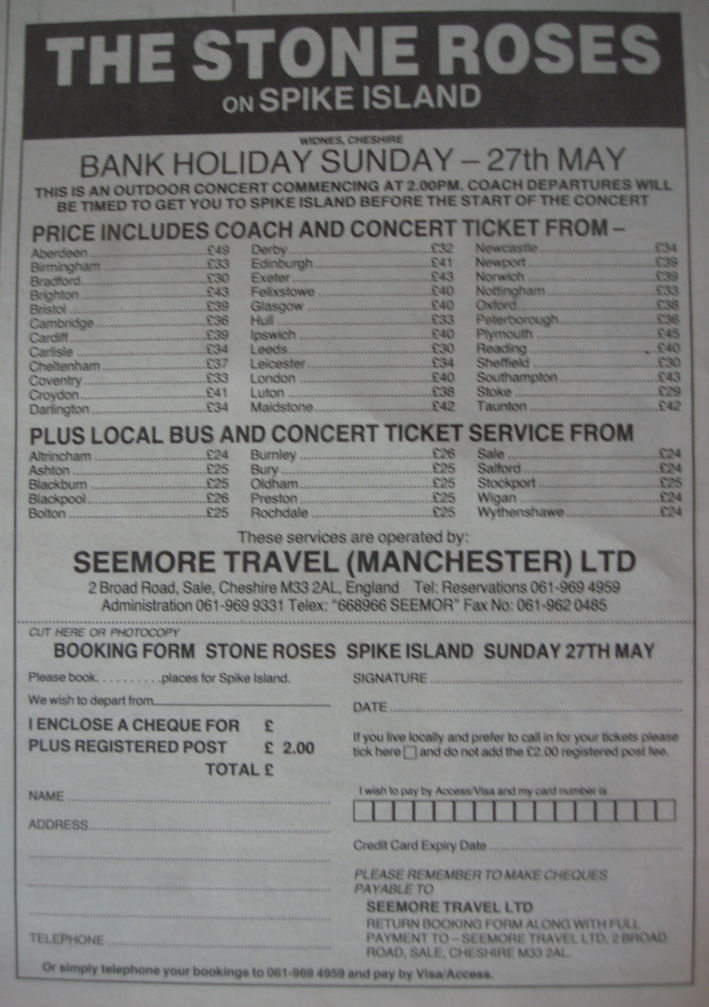 THE STONE ROSES
ON SPIKE ISLAND
WIDNES, CHESHIRE
BANK HOLIDAY SUNDAY – 27th MAY
THIS IS AN OUTDOOR CONCERT COMMENCING AT 2.00PM. COACH DEPARTURES WILL
BE TIMED TO GET YOU TO SPIKE ISLAND BEFORE THE START OF THE CONCERT
PRICE INCLUDES COACH AND CONCERT TICKET FROM –
Aberdeen £49
Birmingham £33
Bradford £30
Brighton £43
Bristol £39
Cambridge £36
Cardiff £39
Carlisle £34
Cheltenham £37
Coventry £33
Croydon £41
Darlington £34
Derby £32
Edinburgh £41
Exeter £43
Felixstowe £40
Glasgow £40
Hull £33
Ipswich £40
Leeds £30
Leicester £34
London £40
Luton £38
Maidstone £42
Newcastle £34
Newport £39
Norwich £39
Nottingham £33
Oxford £38
Peterborough £36
Plymouth £45
Reading £40
Sheffield £30
Southampton £43
Stoke £29
Taunton £42
PLUS LOCAL BUS AND CONCERT TICKET SERVICE FROM
Altrincham £24
Ashton £25
Blackburn £25
Blackpool £26
Bolton £25
Burnley £26
Bury £25
Oldham £25
Preston £25
Rochdale £25
Sale £24
Salford £24
Stockport £25
Wigan £24
Wythenshawe £24
These services are operated by:
SEEMORE TRAVEL (MANCHESTER) LTD
2 Broad Road, Sale, Cheshire M33 2AL, England Tel: Reservations 061-969 4959
Administration 061-969 9331 Telex: "668966 SEEMOR" Fax No: 061-962 0485
CUT HERE OR PHOTOCOPY
BOOKING FORM STONE ROSES SPIKE ISLAND SUNDAY 27TH MAY
Please book..........places for Spike Island.
We wish to depart from
I ENCLOSE A CHEQUE FOR £
PLUS REGISTERED POST £ 2.00
TOTAL £
NAME
ADDRESS
TELEPHONE
SIGNATURE
DATE
If you live locally and prefer to call in for your tickets please
tick here and do not add the £2.00 registered post fee.
I wish to pay by Access/Visa and my card number is
Credit Card Expiry Date
PLEASE REMEMBER TO MAKE CHEQUES
PAYABLE TO
SEEMORE TRAVEL LTD
RETURN BOOKING FORM ALONG WITH FULL
PAYMENT TO – SEEMORE TRAVEL LTD, 2 BROAD
ROAD, SALE, CHESHIRE M33 2AL.
Or simply telephone your bookings to 061-969 4959 and pay by Visa/Access.